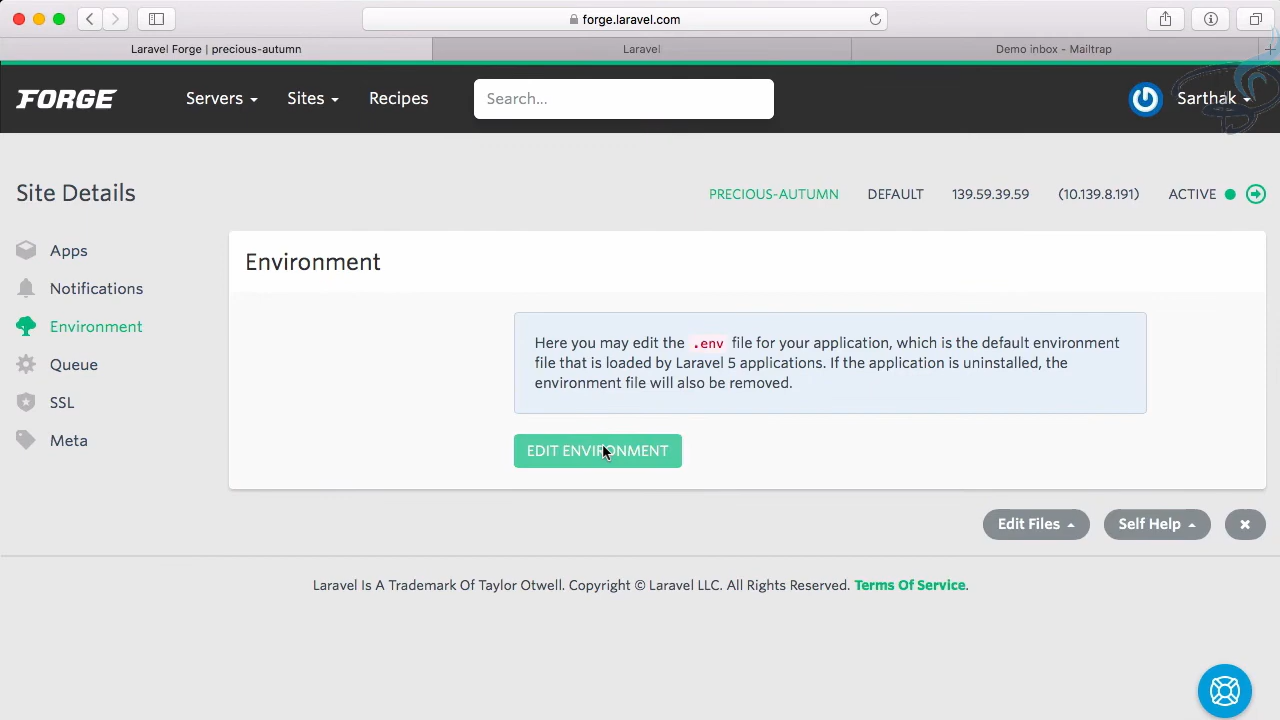 forge.laravel.com
Laravel Forge | precious-autumn
Laravel
Demo inbox - Mailtrap
FORGE
Servers
Sites
Recipes
Search...
Sarthak
Site Details
PRECIOUS-AUTUMN
DEFAULT
139.59.39.59
(10.139.8.191)
ACTIVE
Apps
Notifications
Environment
Queue
SSL
Meta
Environment
Here you may edit the .env file for your application, which is the default environment
file that is loaded by Laravel 5 applications. If the application is uninstalled, the
environment file will also be removed.
EDIT ENVIRONMENT
Edit Files
Self Help
Laravel Is A Trademark Of Taylor Otwell. Copyright © Laravel LLC. All Rights Reserved. Terms Of Service.